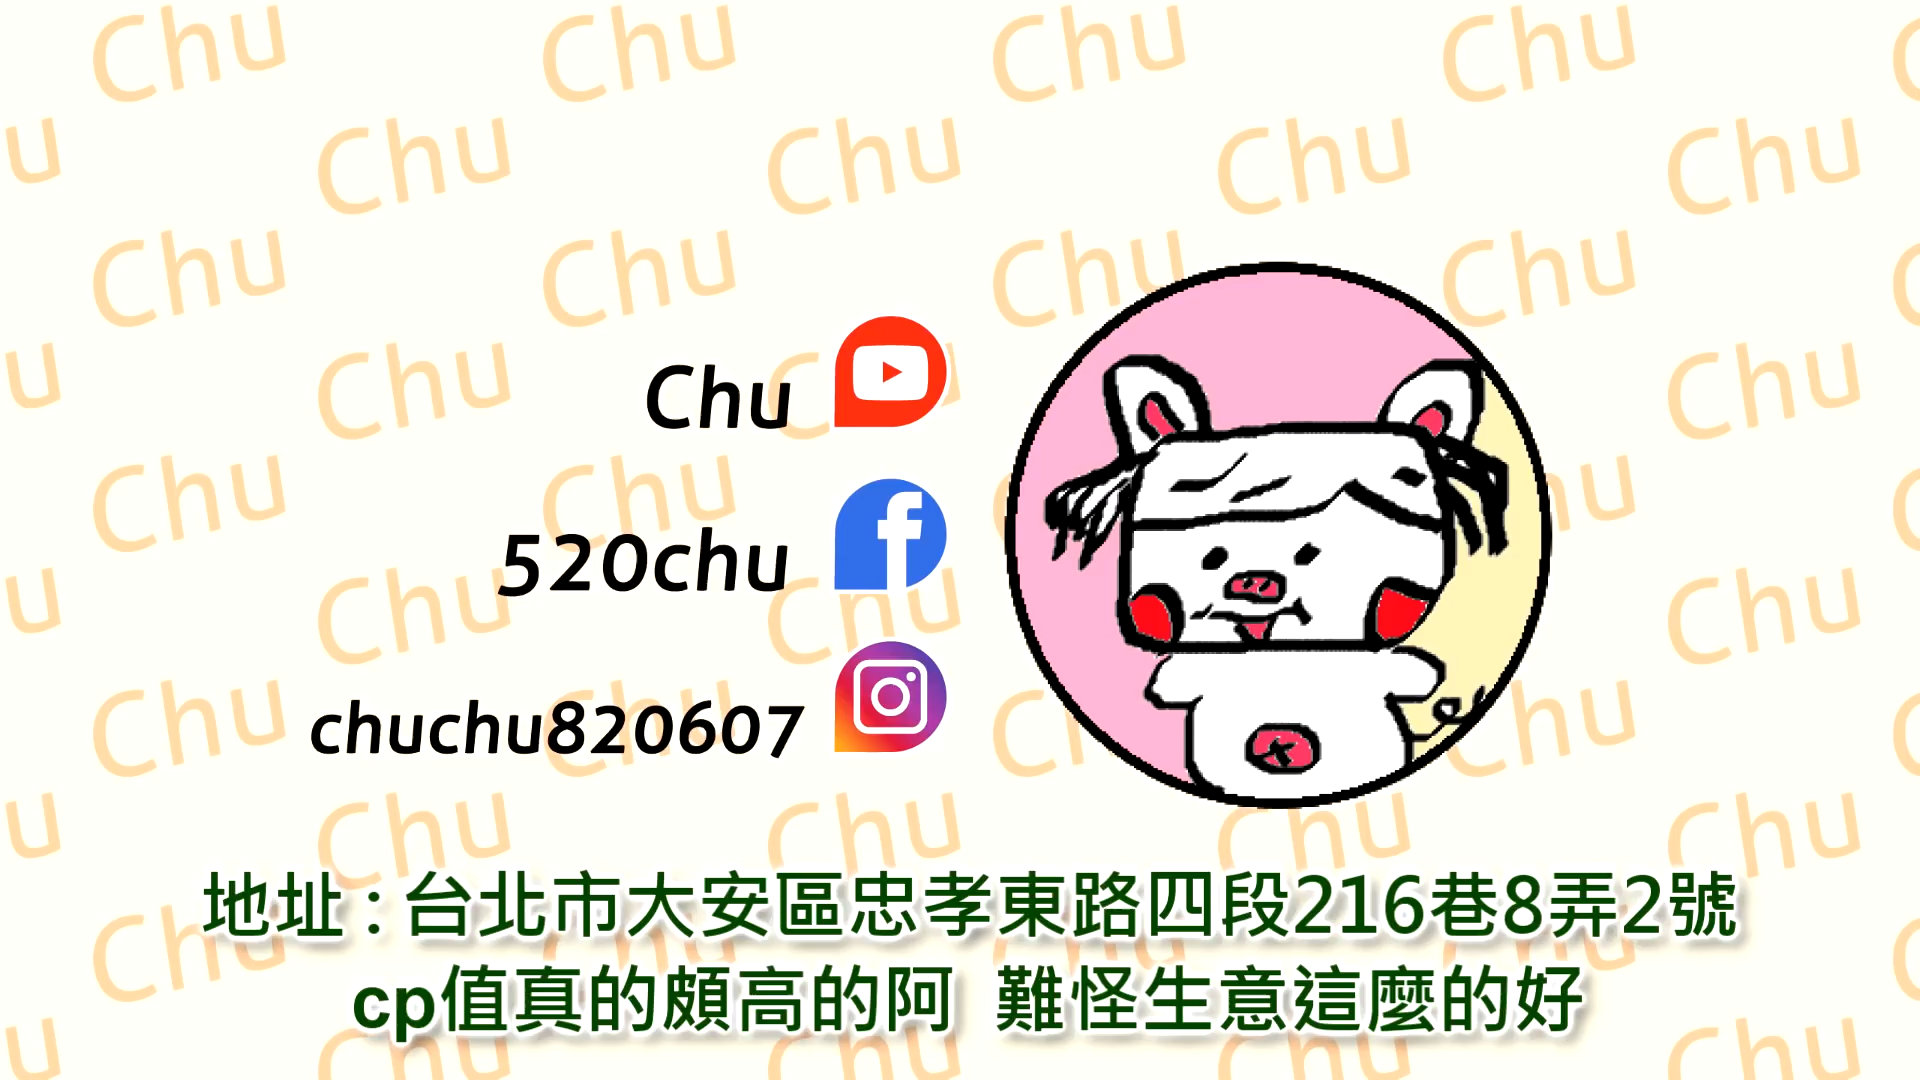 Chu
520chu
chuchu820607
地址 : 台北市大安區忠孝東路四段216巷8弄2號
cp值真的頗高的阿 難怪生意這麼的好